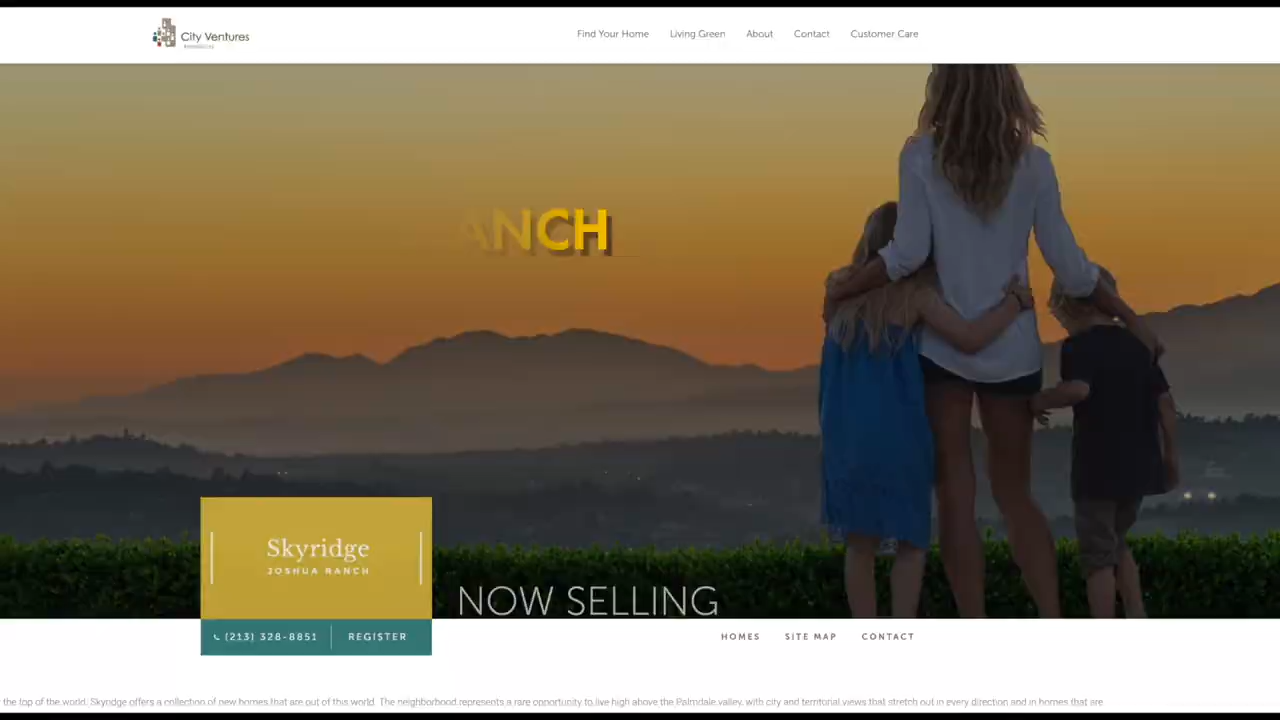 City Ventures
Find Your Home Living Green About Contact Customer Care
ANCH
Skyridge
JOSHUA RANCH
NOW SELLING
(213) 328-8851 REGISTER
HOMES SITE MAP CONTACT
the top of the world. Skyridge offers a collection of new homes that are out of this world. The neighborhood represents a rare opportunity to live high above the Palmdale valley, with city and territorial views that stretch out in every direction and in homes that are